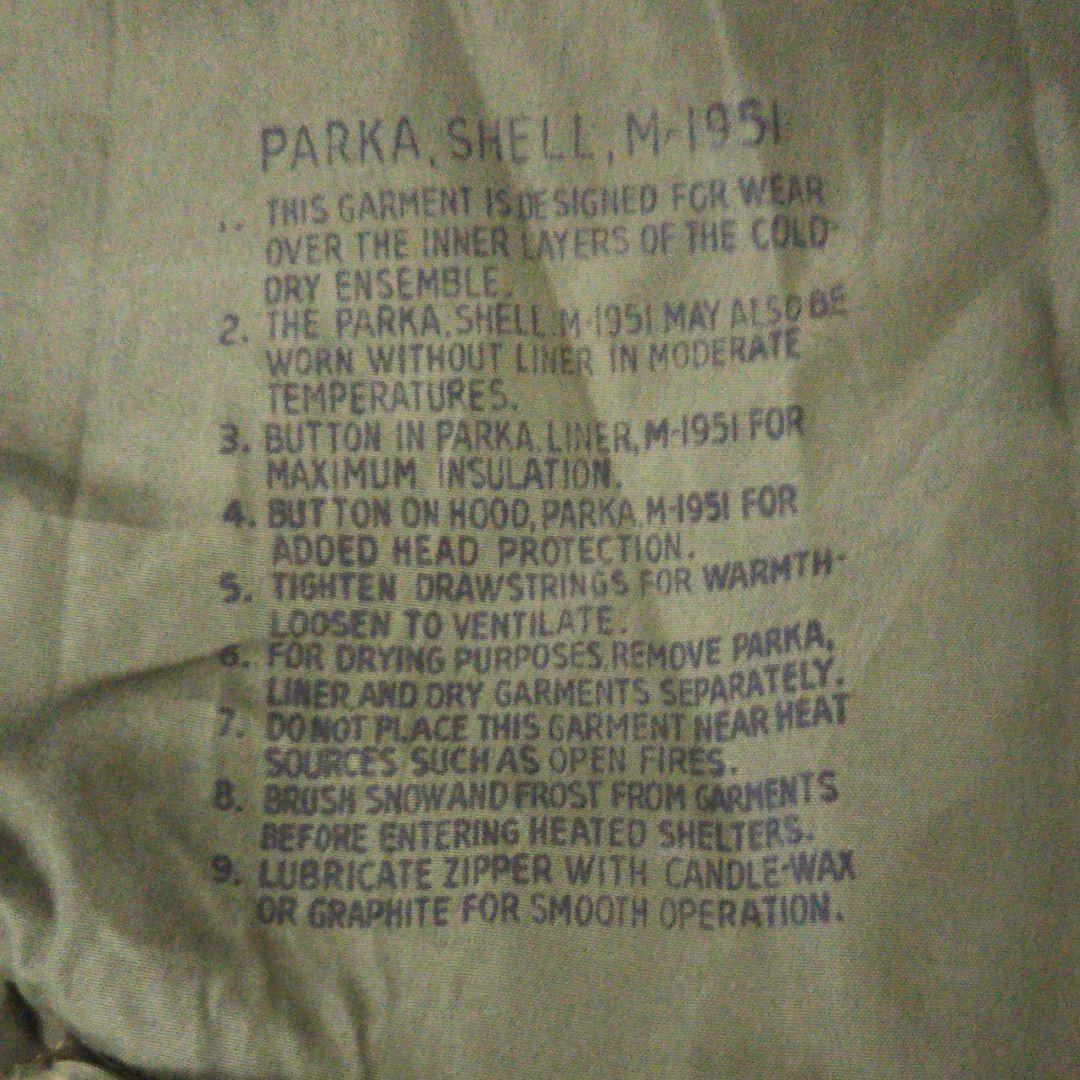 PARKA, SHELL, M-1951
1. THIS GARMENT IS DESIGNED FOR WEAR
OVER THE INNER LAYERS OF THE COLD-
DRY ENSEMBLE.
2. THE PARKA, SHELL, M-1951 MAY ALSO BE
WORN WITHOUT LINER IN MODERATE
TEMPERATURES.
3. BUTTON IN PARKA, LINER, M-1951 FOR
MAXIMUM INSULATION.
4. BUTTON ON HOOD, PARKA, M-1951 FOR
ADDED HEAD PROTECTION.
5. TIGHTEN DRAWSTRINGS FOR WARMTH-
LOOSEN TO VENTILATE.
6. FOR DRYING PURPOSES, REMOVE PARKA,
LINER AND DRY GARMENTS SEPARATELY.
7. DO NOT PLACE THIS GARMENT NEAR HEAT
SOURCES SUCH AS OPEN FIRES.
8. BRUSH SNOW AND FROST FROM GARMENTS
BEFORE ENTERING HEATED SHELTERS.
9. LUBRICATE ZIPPER WITH CANDLE-WAX
OR GRAPHITE FOR SMOOTH OPERATION.